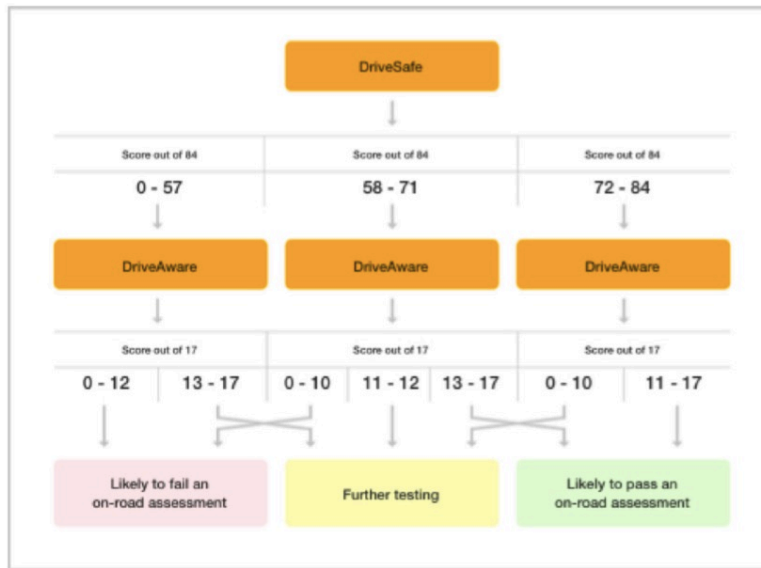 DriveSafe
Score out of 84 Score out of 84 Score out of 84
0 - 57 58 - 71 72 - 84
DriveAware DriveAware DriveAware
Score out of 17 Score out of 17 Score out of 17
0 - 12 13 - 17 0 - 10 11 - 12 13 - 17 0 - 10 11 - 17
Likely to fail an
on-road assessment
Further testing
Likely to pass an
on-road assessment